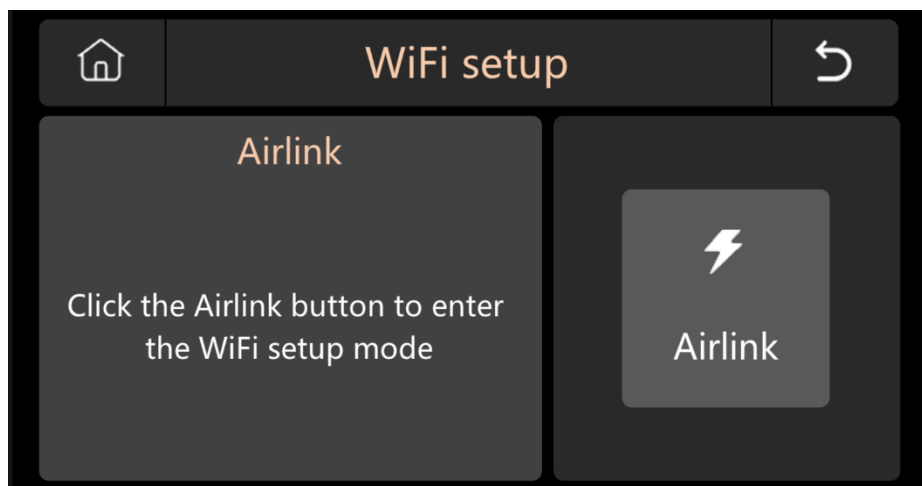 WiFi setup
Airlink
Click the Airlink button to enter
the WiFi setup mode
Airlink